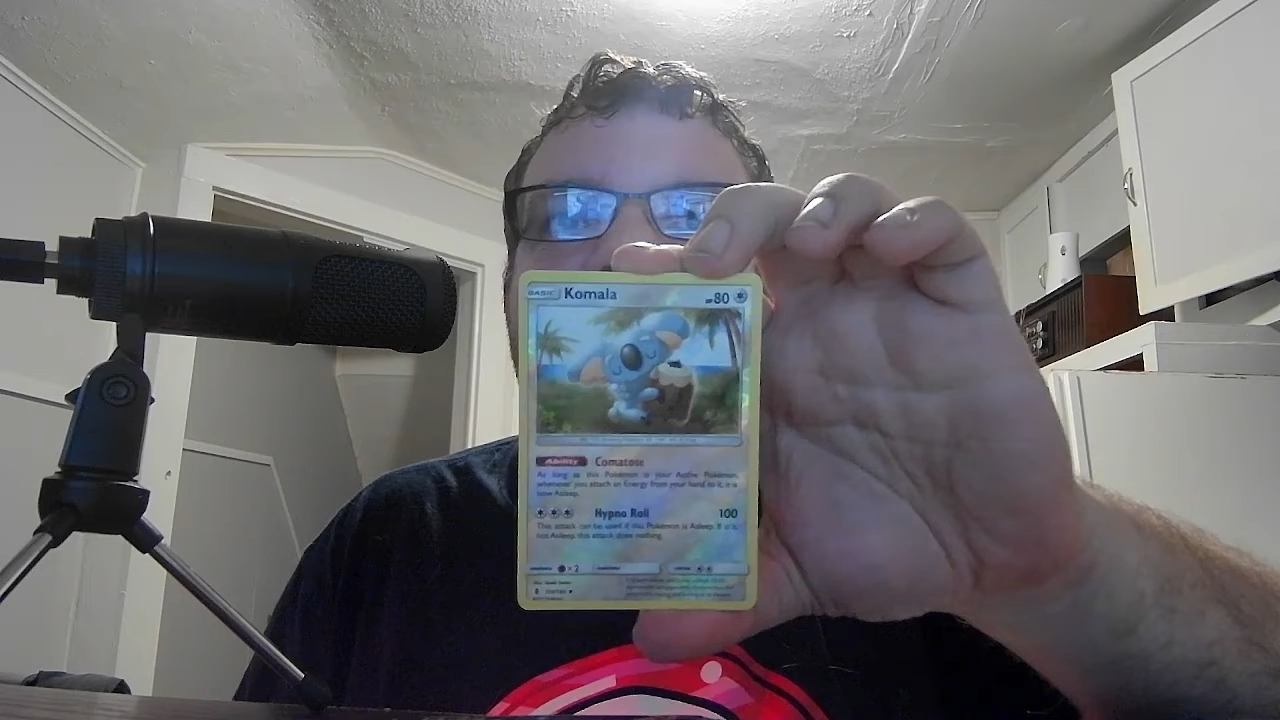 BASIC Komala HP80
Ability Comatose
As long as this Pokémon is your Active Pokémon,
whenever you attach an Energy from your hand to it, it is
now Asleep.
Hypno Roll 100
This attack can be used if this Pokémon is Asleep. If it is
not Asleep, this attack does nothing.
×2